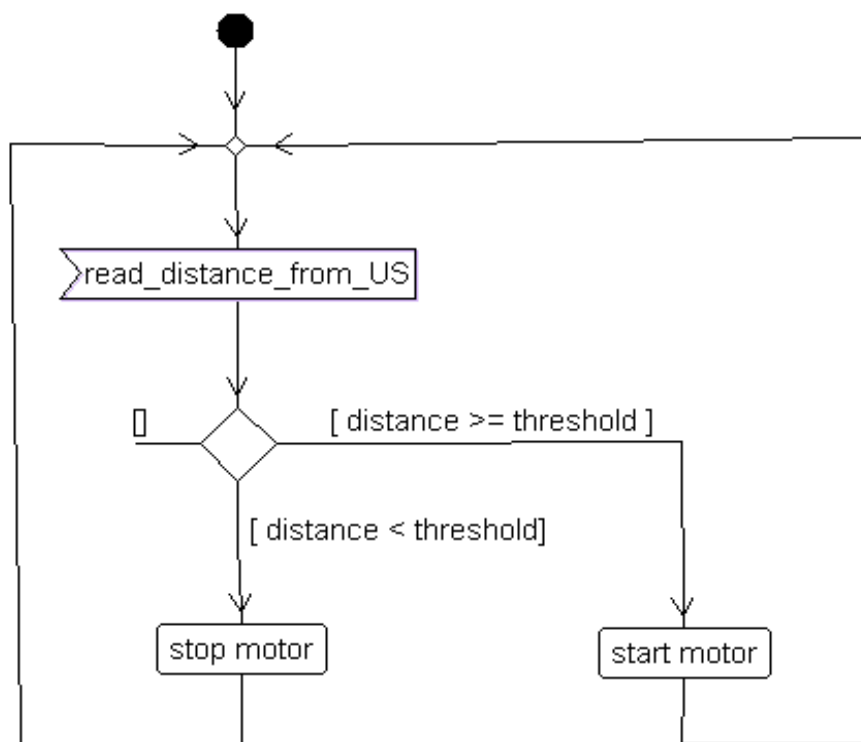 read_distance_from_US
[] [ distance >= threshold ]
[ distance < threshold]
stop motor
start motor